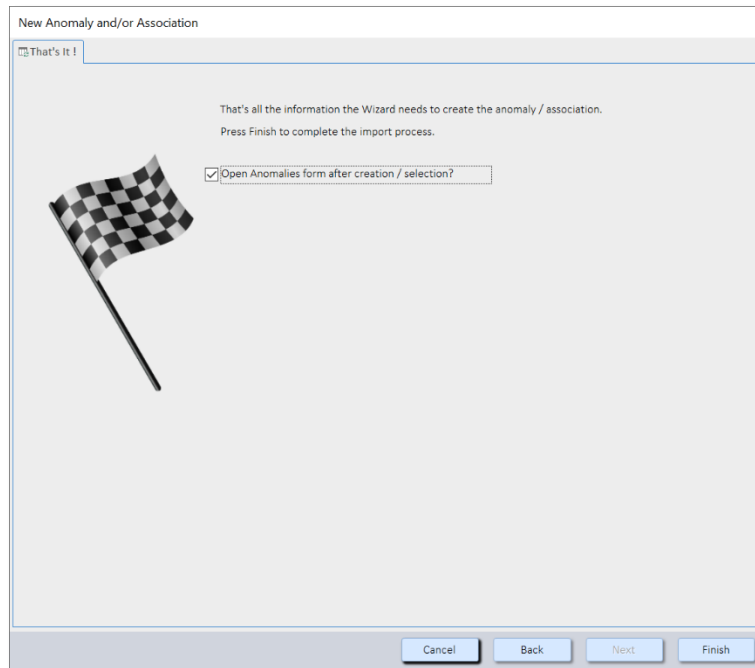 New Anomaly and/or Association
That's It !
That's all the information the Wizard needs to create the anomaly / association.
Press Finish to complete the import process.
Open Anomalies form after creation / selection?
Cancel
Back
Next
Finish